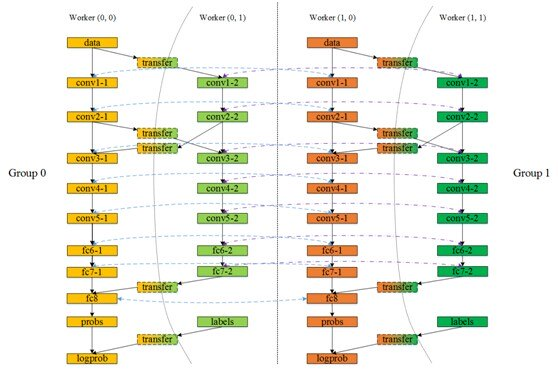 Worker (0, 0) Worker (0, 1) Worker (1, 0) Worker (1, 1)
data data
transfer transfer
conv1-1 conv1-2 conv1-1 conv1-2
conv2-1 conv2-2 conv2-1 conv2-2
transfer transfer
transfer transfer
conv3-1 conv3-2 conv3-1 conv3-2
Group 0 Group 1
conv4-1 conv4-2 conv4-1 conv4-2
conv5-1 conv5-2 conv5-1 conv5-2
fc6-1 fc6-2 fc6-1 fc6-2
fc7-1 fc7-2 fc7-1 fc7-2
transfer transfer
fc8 fc8
probs labels probs labels
transfer transfer
logprob logprob